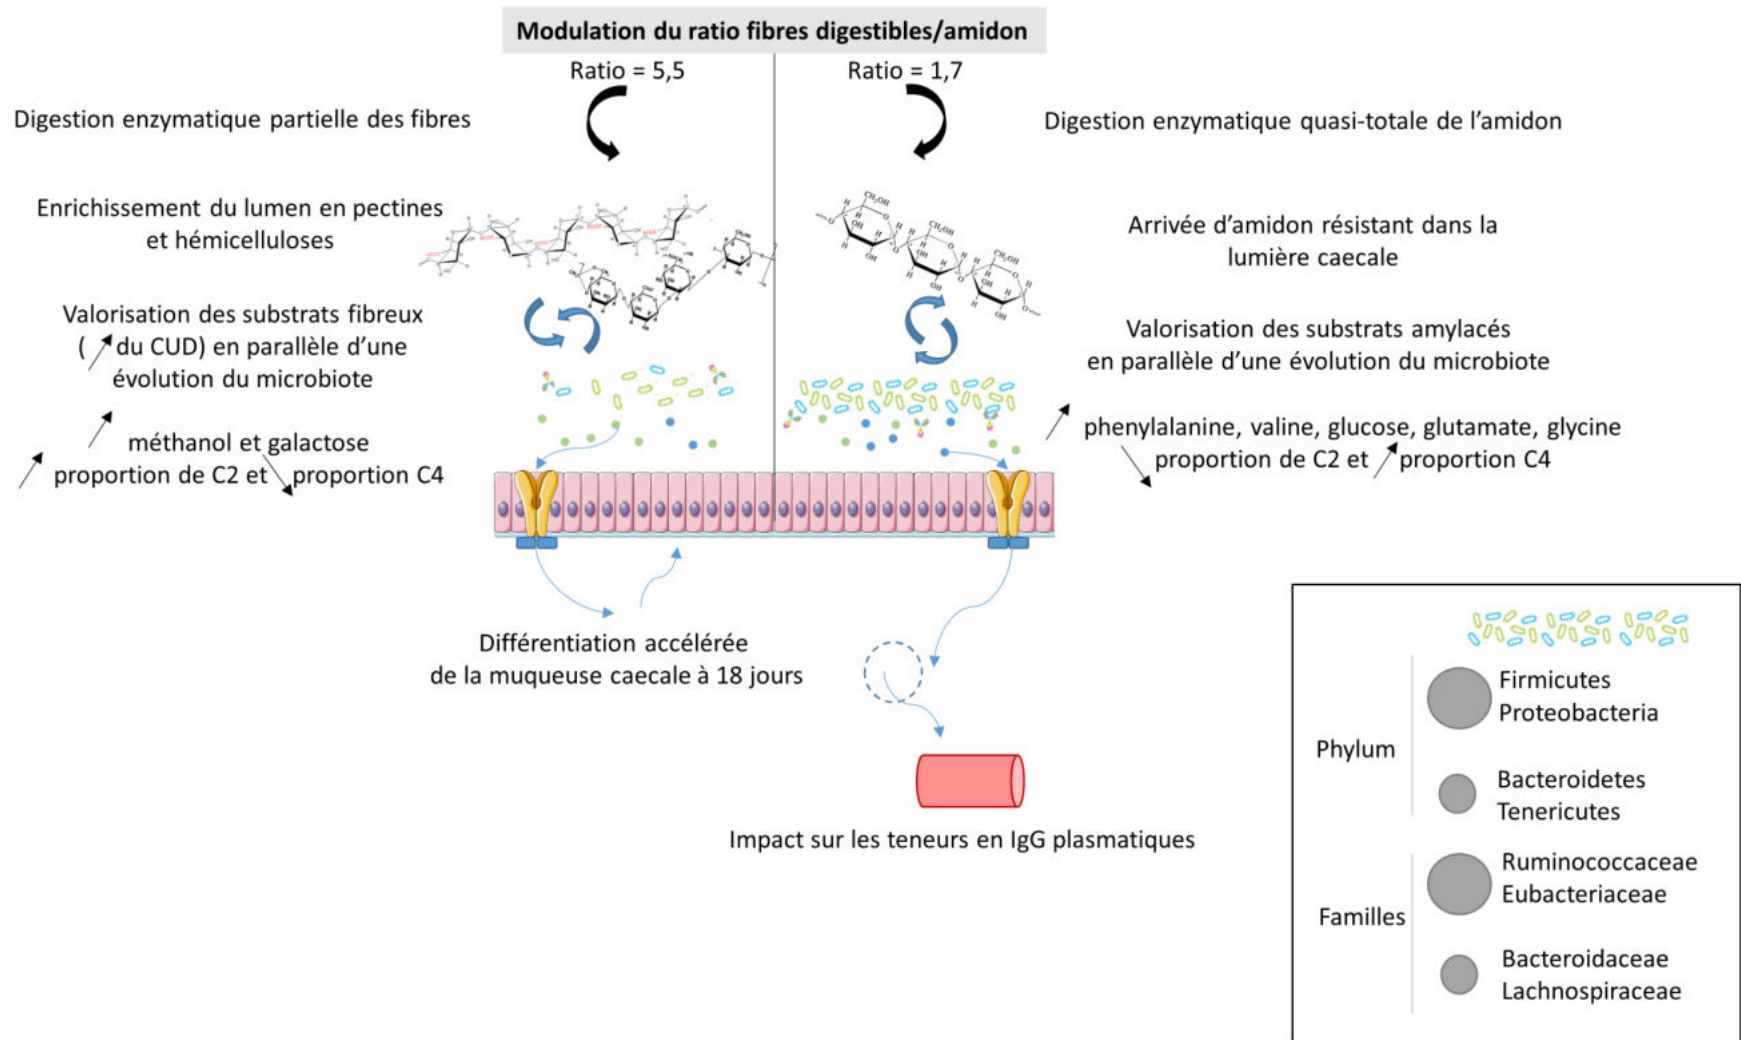 Modulation du ratio fibres digestibles/amidon
Ratio = 5,5
Ratio = 1,7
Digestion enzymatique partielle des fibres
Enrichissement du lumen en pectines
et hémicelluloses
Valorisation des substrats fibreux
( du CUD) en parallèle d'une
évolution du microbiote
méthanol et galactose
proportion de C2 et proportion C4
Digestion enzymatique quasi-totale de l'amidon
Arrivée d'amidon résistant dans la
lumière caecale
Valorisation des substrats amylacés
en parallèle d'une évolution du microbiote
phenylalanine, valine, glucose, glutamate, glycine
proportion de C2 et proportion C4
Différentiation accélérée
de la muqueuse caecale à 18 jours
Impact sur les teneurs en IgG plasmatiques
Phylum
Firmicutes
Proteobacteria
Bacteroidetes
Tenericutes
Familles
Ruminococcaceae
Eubacteriaceae
Bacteroidaceae
Lachnospiraceae